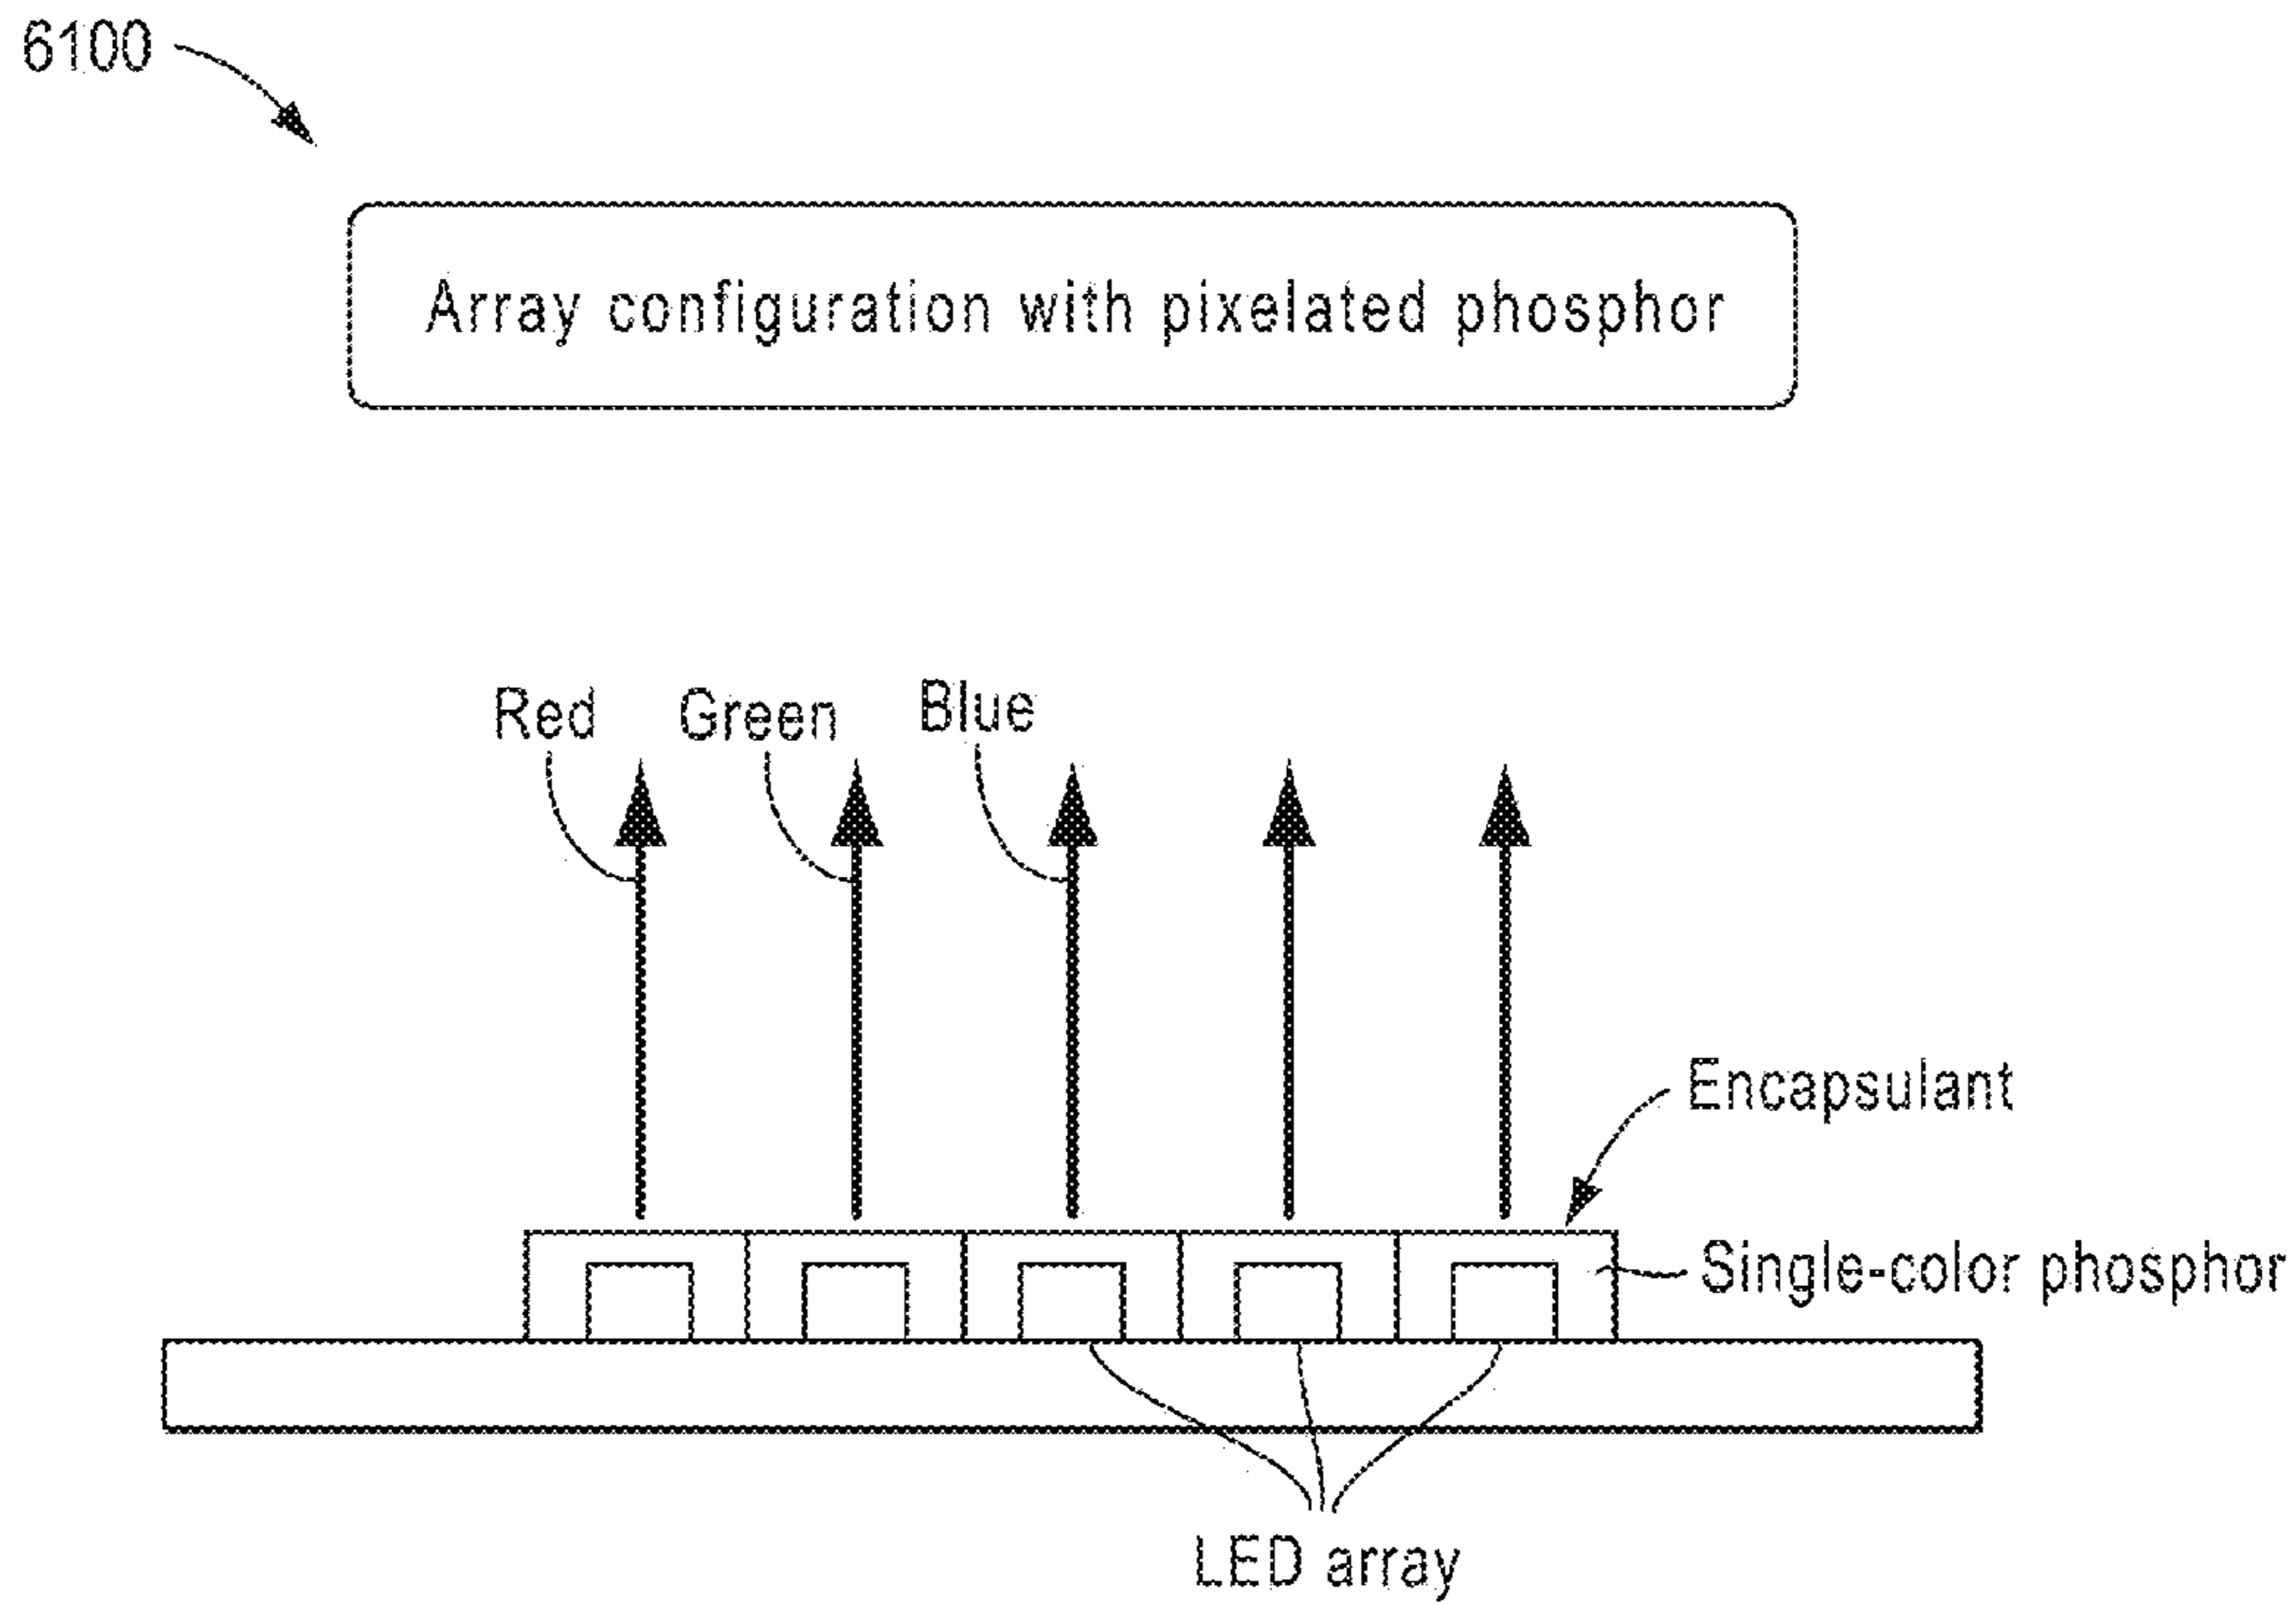 6100
Array configuration with pixelated phosphor
Red
Green
Blue
Encapsulant
Single-color phosphor
LED array